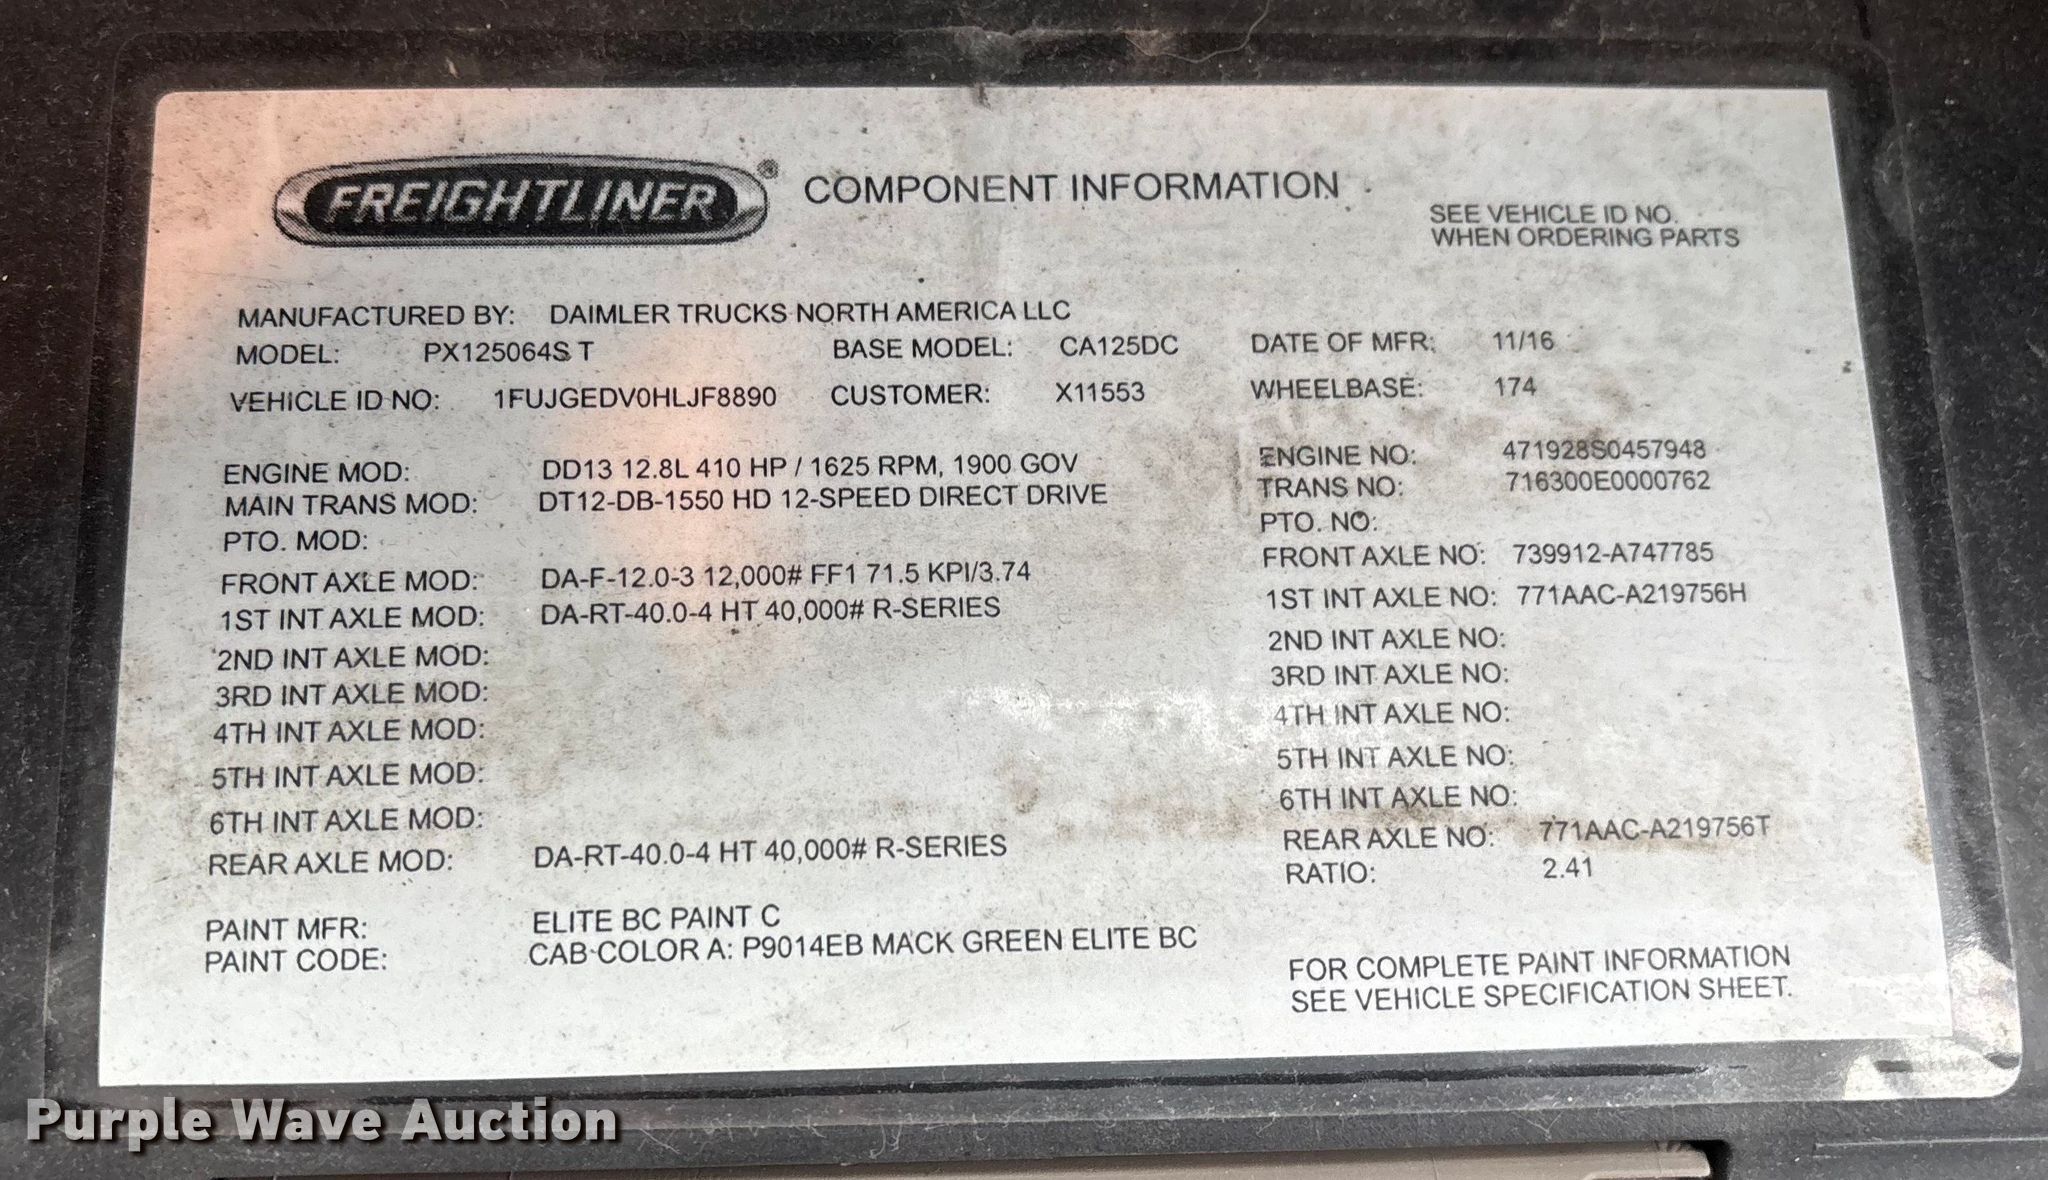 FREIGHTLINER ® COMPONENT INFORMATION
SEE VEHICLE ID NO.
WHEN ORDERING PARTS
MANUFACTURED BY: DAIMLER TRUCKS NORTH AMERICA LLC
MODEL: PX125064S T BASE MODEL: CA125DC DATE OF MFR: 11/16
VEHICLE ID NO: 1FUJGEDV0HLJF8890 CUSTOMER: X11553 WHEELBASE: 174
ENGINE MOD: DD13 12.8L 410 HP / 1625 RPM, 1900 GOV ENGINE NO: 471928S0457948
MAIN TRANS MOD: DT12-DB-1550 HD 12-SPEED DIRECT DRIVE TRANS NO: 716300E0000762
PTO. MOD: PTO. NO:
FRONT AXLE MOD: DA-F-12.0-3 12,000# FF1 71.5 KPI/3.74 FRONT AXLE NO: 739912-A747785
1ST INT AXLE MOD: DA-RT-40.0-4 HT 40,000# R-SERIES 1ST INT AXLE NO: 771AAC-A219756H
2ND INT AXLE MOD: 2ND INT AXLE NO:
3RD INT AXLE MOD: 3RD INT AXLE NO:
4TH INT AXLE MOD: 4TH INT AXLE NO:
5TH INT AXLE MOD: 5TH INT AXLE NO:
6TH INT AXLE MOD: 6TH INT AXLE NO:
REAR AXLE MOD: DA-RT-40.0-4 HT 40,000# R-SERIES REAR AXLE NO: 771AAC-A219756T
RATIO: 2.41
PAINT MFR: ELITE BC PAINT C
PAINT CODE: CAB COLOR A: P9014EB MACK GREEN ELITE BC
FOR COMPLETE PAINT INFORMATION
SEE VEHICLE SPECIFICATION SHEET.
Purple Wave Auction